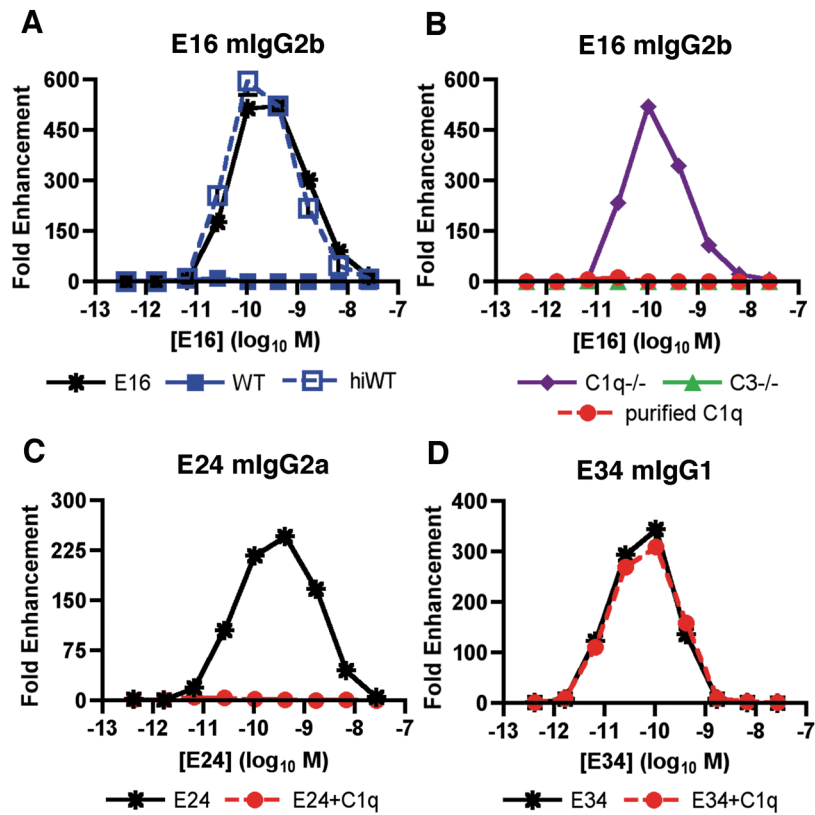 A
E16 mIgG2b
Fold Enhancement
600
450
300
150
0
-13 -12 -11 -10 -9 -8 -7
[E16] (log10 M)
E16 WT hiWT
B
E16 mIgG2b
Fold Enhancement
600
450
300
150
0
-13 -12 -11 -10 -9 -8 -7
[E16] (log10 M)
C1q-/- C3-/-
purified C1q
C
E24 mIgG2a
Fold Enhancement
300
225
150
75
0
-13 -12 -11 -10 -9 -8 -7
[E24] (log10 M)
E24 E24+C1q
D
E34 mIgG1
Fold Enhancement
400
300
200
100
0
-13 -12 -11 -10 -9 -8 -7
[E34] (log10 M)
E34 E34+C1q